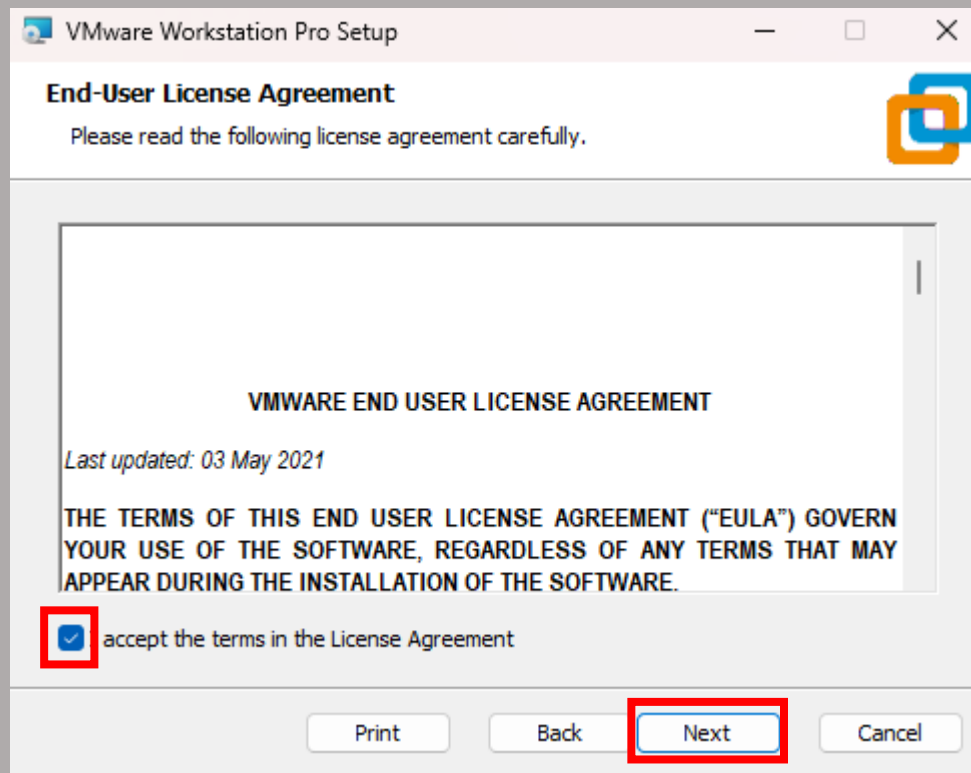 VMware Workstation Pro Setup
End-User License Agreement
Please read the following license agreement carefully.
VMWARE END USER LICENSE AGREEMENT
Last updated: 03 May 2021
THE TERMS OF THIS END USER LICENSE AGREEMENT (“EULA”) GOVERN
YOUR USE OF THE SOFTWARE, REGARDLESS OF ANY TERMS THAT MAY
APPEAR DURING THE INSTALLATION OF THE SOFTWARE.
accept the terms in the License Agreement
Print Back Next Cancel